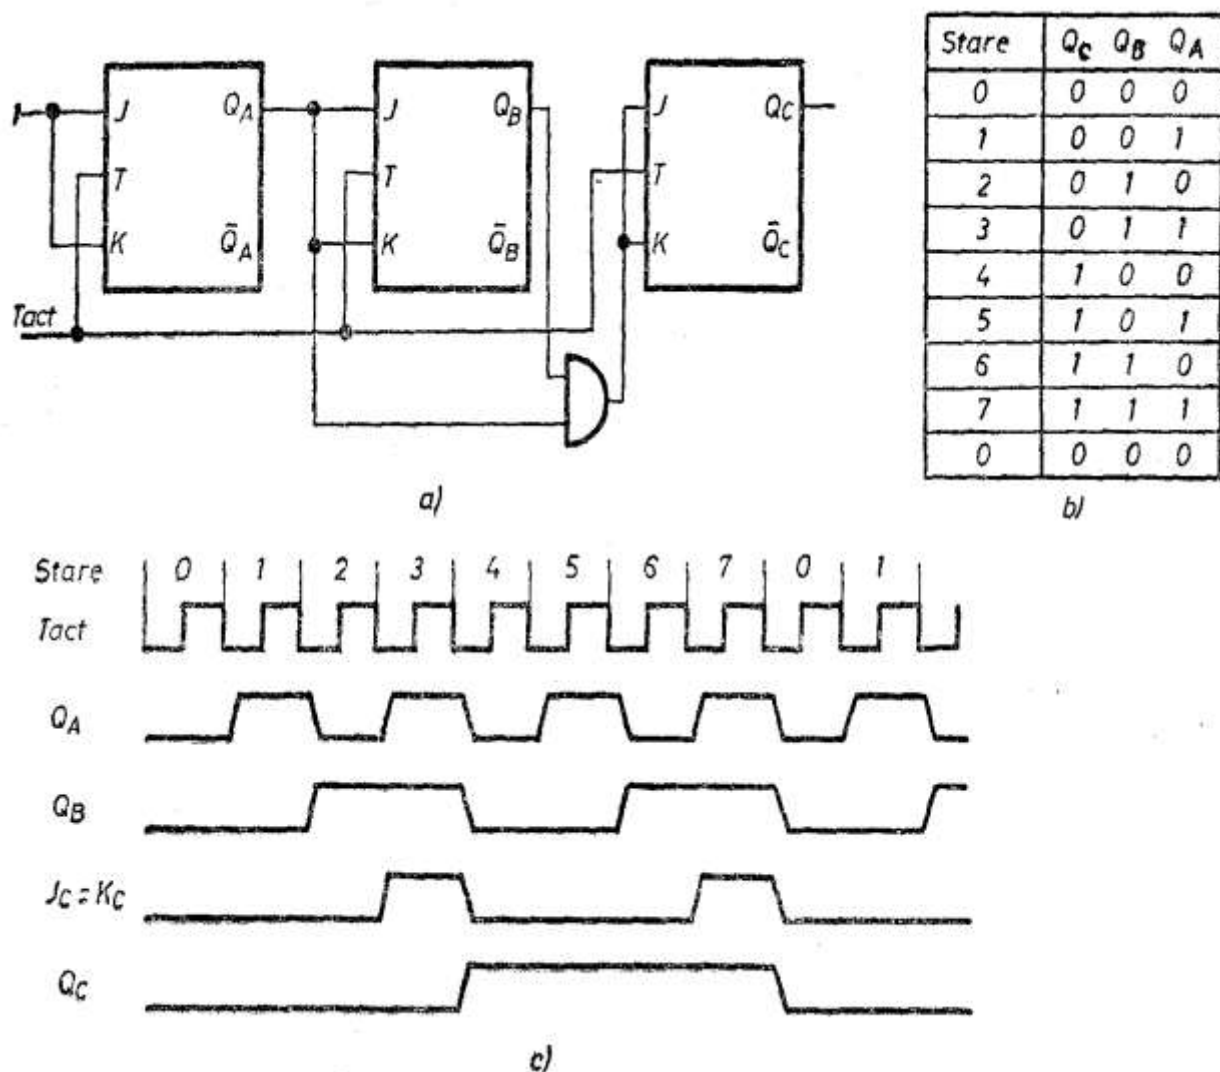 1 J Q_A J Q_B J Q_C
T T T
K Q̄_A K Q̄_B K Q̄_C
Tact
a)
Stare Q_C Q_B Q_A
0 0 0 0
1 0 0 1
2 0 1 0
3 0 1 1
4 1 0 0
5 1 0 1
6 1 1 0
7 1 1 1
0 0 0 0
b)
Stare 0 1 2 3 4 5 6 7 0 1
Tact
Q_A
Q_B
J_C = K_C
Q_C
c)